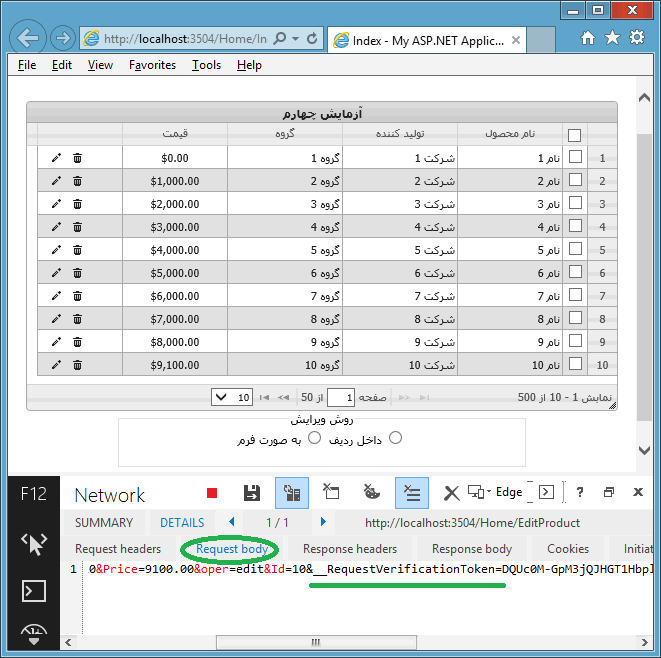 http://localhost:3504/Home/In
Index - My ASP.NET Applic...
File Edit View Favorites Tools Help
آزمایش چهارم
نام محصول تولید کننده گروه قیمت
1 نام 1 شرکت 1 گروه 1 $0.00
2 نام 2 شرکت 2 گروه 2 $1,000.00
3 نام 3 شرکت 3 گروه 3 $2,000.00
4 نام 4 شرکت 4 گروه 4 $3,000.00
5 نام 5 شرکت 5 گروه 5 $4,000.00
6 نام 6 شرکت 6 گروه 6 $5,000.00
7 نام 7 شرکت 7 گروه 7 $6,000.00
8 نام 8 شرکت 8 گروه 8 $7,000.00
9 نام 9 شرکت 9 گروه 9 $8,000.00
10 نام 10 شرکت 10 گروه 10 $9,100.00
نمایش 1 - 10 از 500 صفحه 1 از 50 10
روش ویرایش
داخل ردیف به صورت فرم
F12 Network Edge ?
SUMMARY DETAILS 1 / 1 http://localhost:3504/Home/EditProduct
Request headers Request body Response headers Response body Cookies Initiat
1 0&Price=9100.00&oper=edit&Id=10&__RequestVerificationToken=DQUc0M-GpM3jQJHGT1Hbpl